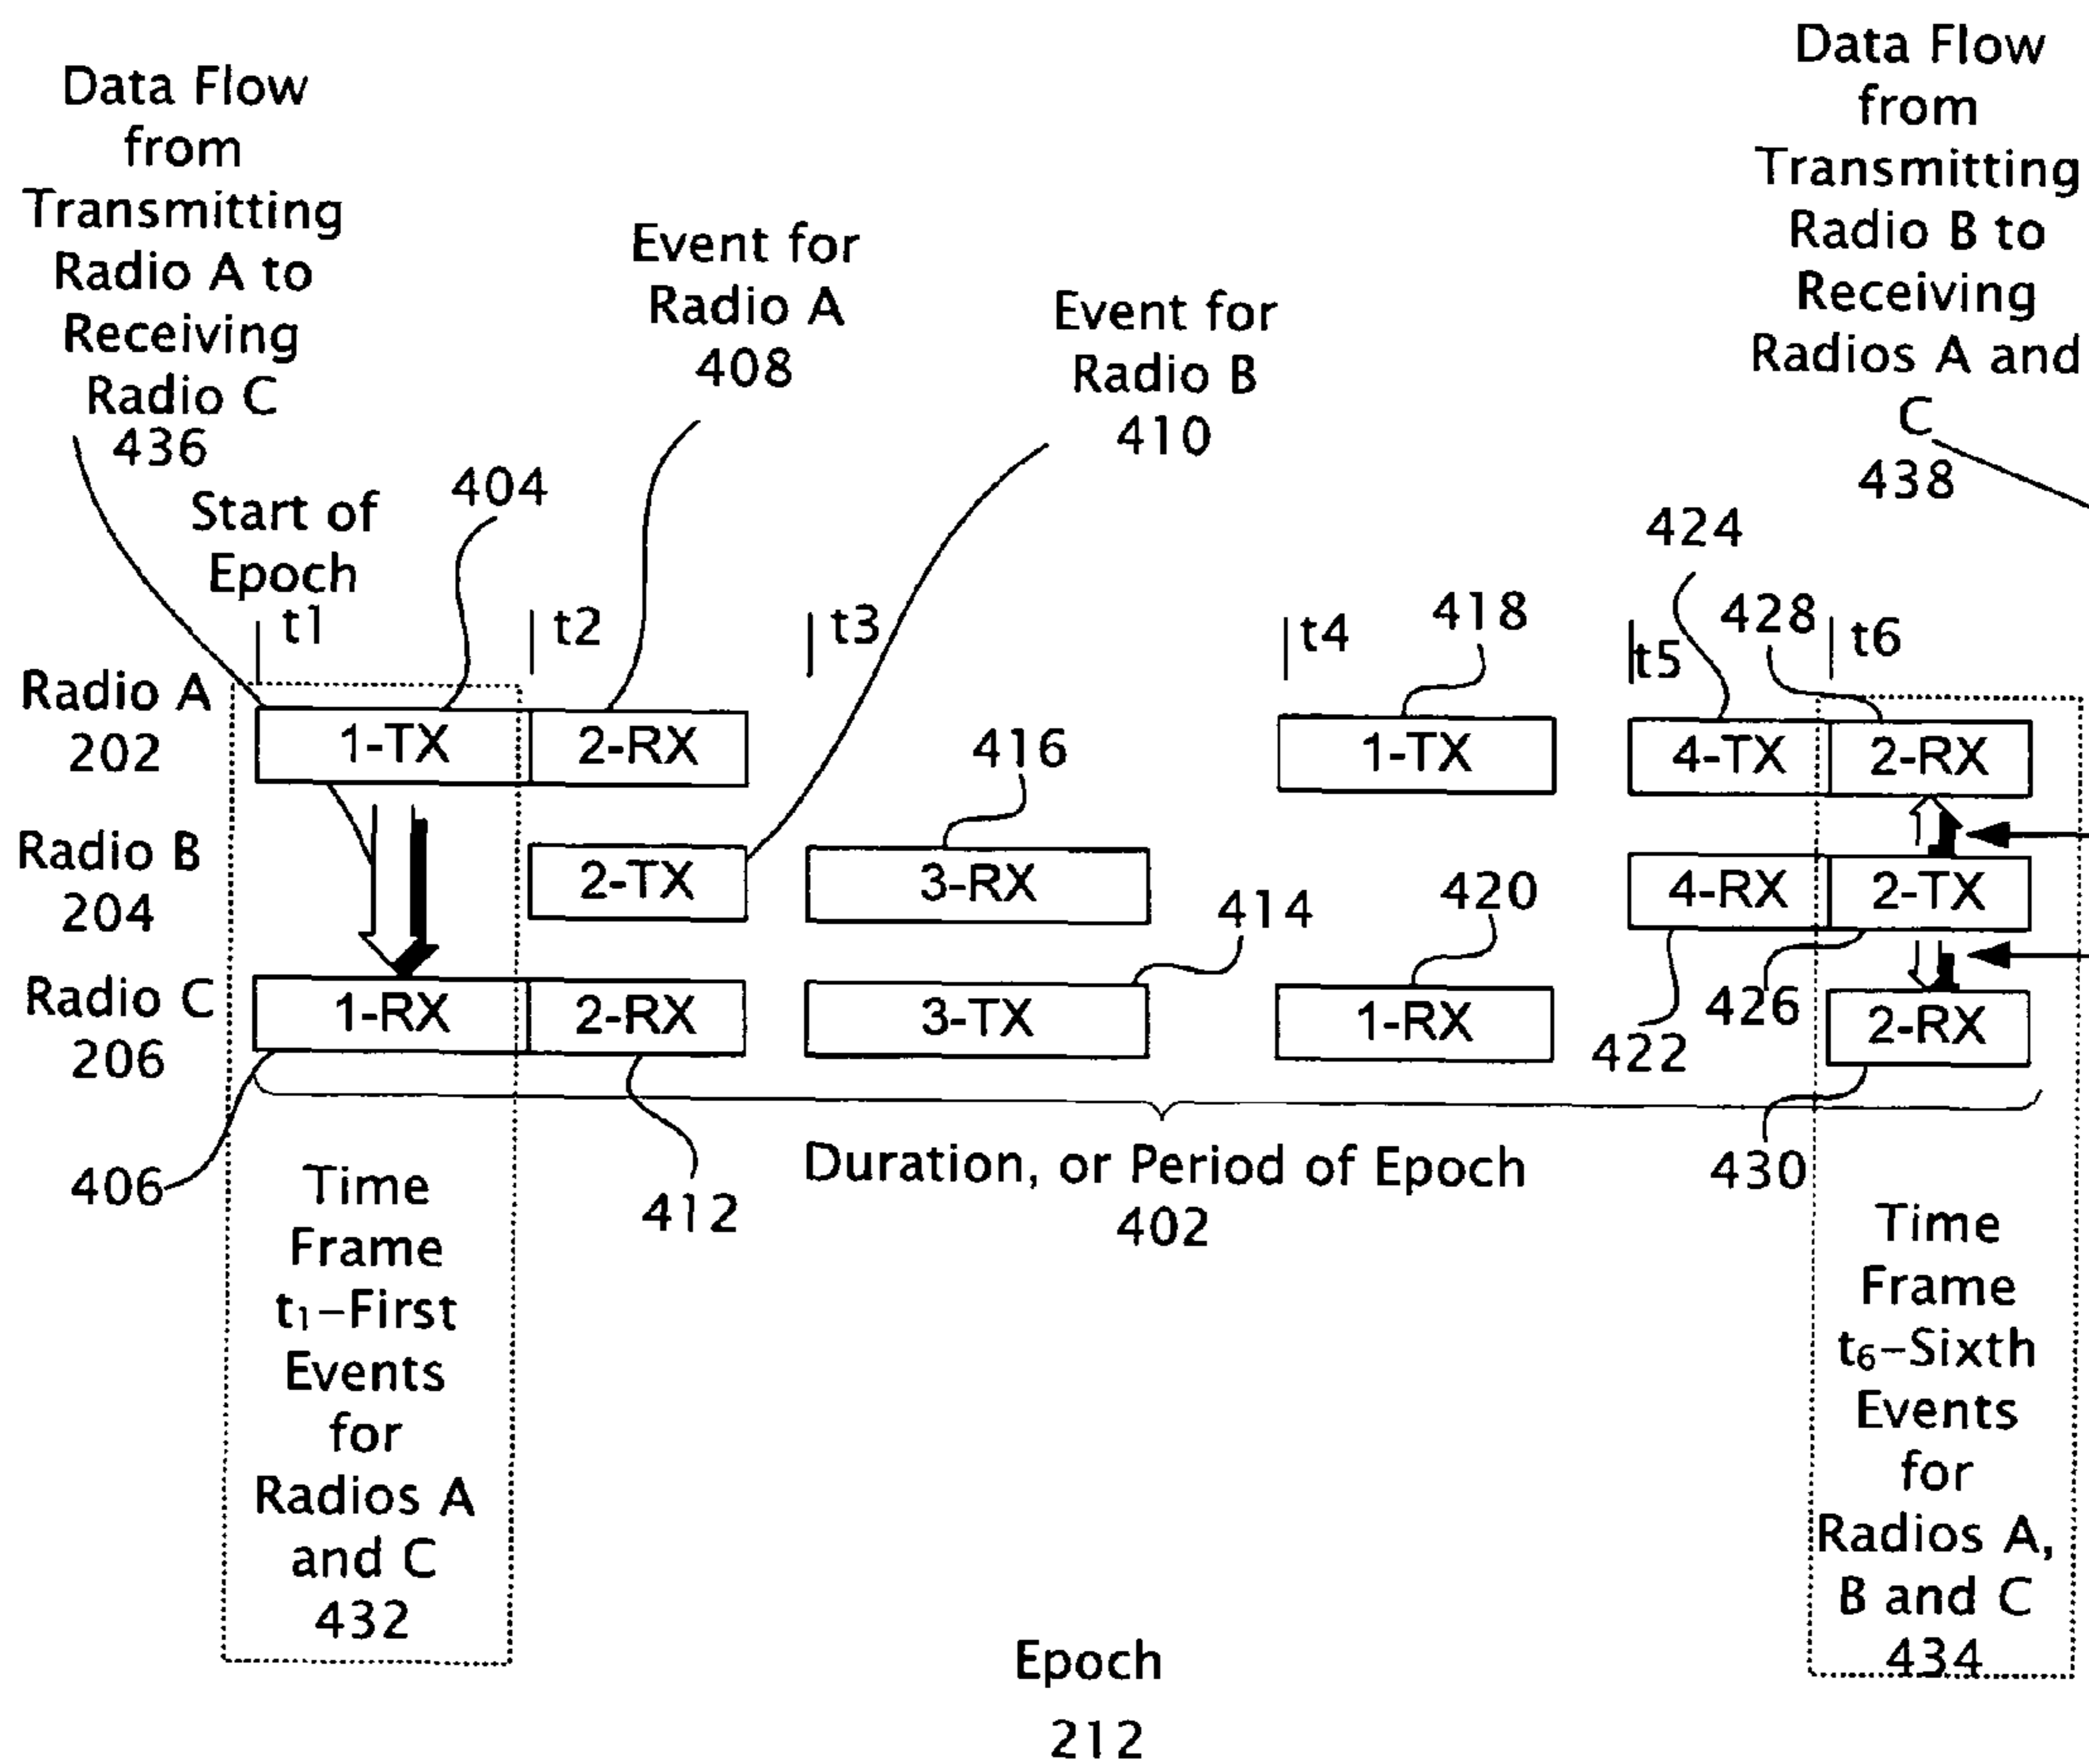 Data Flow
from
Transmitting
Radio A to
Receiving
Radio C
436
Data Flow
from
Transmitting
Radio B to
Receiving
Radios A and
C
438
Event for
Radio A
408
Event for
Radio B
410
Start of
Epoch
404
424
t1
t2
t3
t4
418
t5
428
t6
Radio A
202
1-TX
2-RX
416
1-TX
4-TX
2-RX
Radio B
204
2-TX
3-RX
414
420
4-RX
2-TX
Radio C
206
1-RX
2-RX
3-TX
1-RX
422
426
2-RX
406
412
Duration, or Period of Epoch
402
430
Time
Frame
t₁-First
Events
for
Radios A
and C
432
Time
Frame
t₆-Sixth
Events
for
Radios A,
B and C
434
Epoch
212